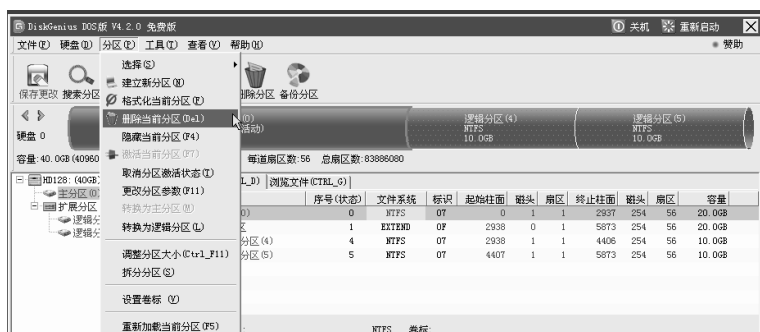 DiskGenius DOS版 V4.2.0 免费版
关机 重新启动
文件(F) 硬盘(D) 分区(P) 工具(T) 查看(V) 帮助(H) 赞助
保存更改 搜索分区 删除分区 备份分区
选择(S)
建立新分区(N)
格式化当前分区(F)
删除当前分区(Del)
隐藏当前分区(F4)
激活当前分区(F7)
取消分区激活状态(T)
更改分区参数(F11)
转换为主分区(M)
转换为逻辑分区(L)
调整分区大小(Ctrl_F11)
拆分分区(S)
设置卷标 (V)
重新加载当前分区(F5)
硬盘 0
(0)
活动)
逻辑分区(4)
NTFS
10.0GB
逻辑分区(5)
NTFS
10.0GB
容量:40.0GB(40960 每道扇区数:56 总扇区数:83886080
HD128: (40GB)
主分区(0)
扩展分区
逻辑分
逻辑分
L_D) 浏览文件(CTRL_G)
序号(状态) 文件系统 标识 起始柱面 磁头 扇区 终止柱面 磁头 扇区 容量
0) 0 NTFS 07 0 1 1 2937 254 56 20.0GB
区 1 EXTEND 0F 2938 0 1 5873 254 56 20.0GB
分区(4) 4 NTFS 07 2938 1 1 4406 254 56 10.0GB
分区(5) 5 NTFS 07 4407 1 1 5873 254 56 10.0GB
NTFS 卷标: